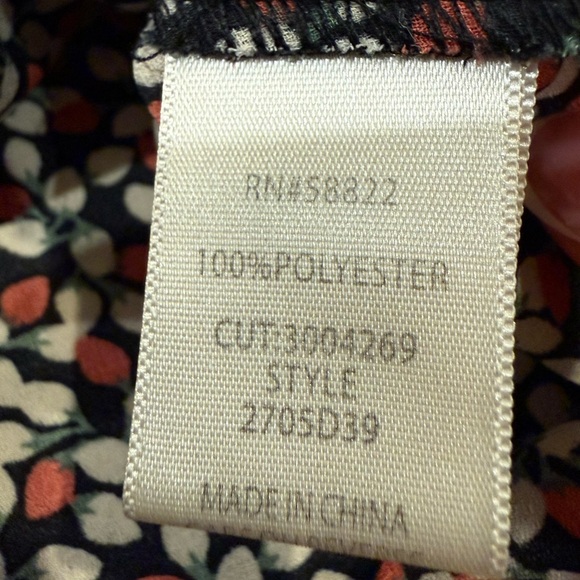 RN#58822
100%POLYESTER
CUT:3004269
STYLE
2705D39
MADE IN CHINA